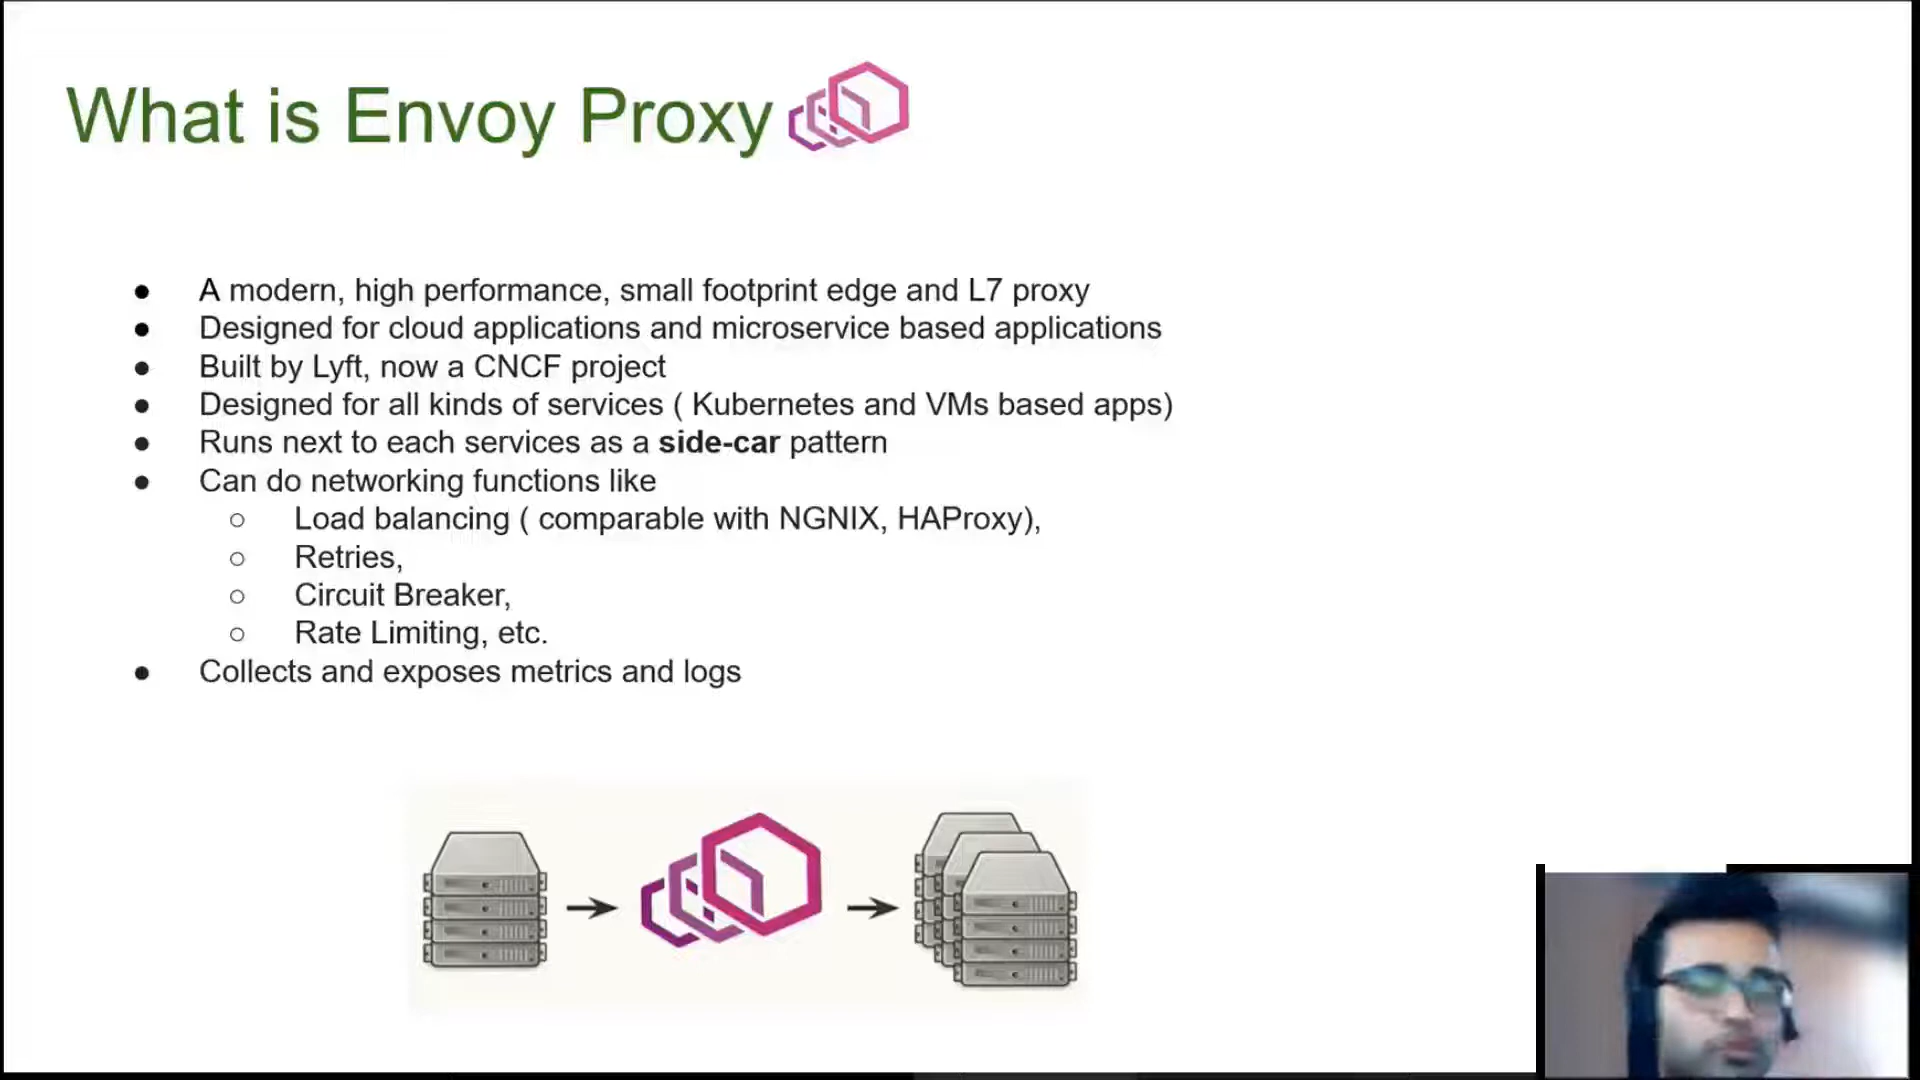 What is Envoy Proxy
● A modern, high performance, small footprint edge and L7 proxy
● Designed for cloud applications and microservice based applications
● Built by Lyft, now a CNCF project
● Designed for all kinds of services ( Kubernetes and VMs based apps)
● Runs next to each services as a side-car pattern
● Can do networking functions like
○ Load balancing ( comparable with NGNIX, HAProxy),
○ Retries,
○ Circuit Breaker,
○ Rate Limiting, etc.
● Collects and exposes metrics and logs